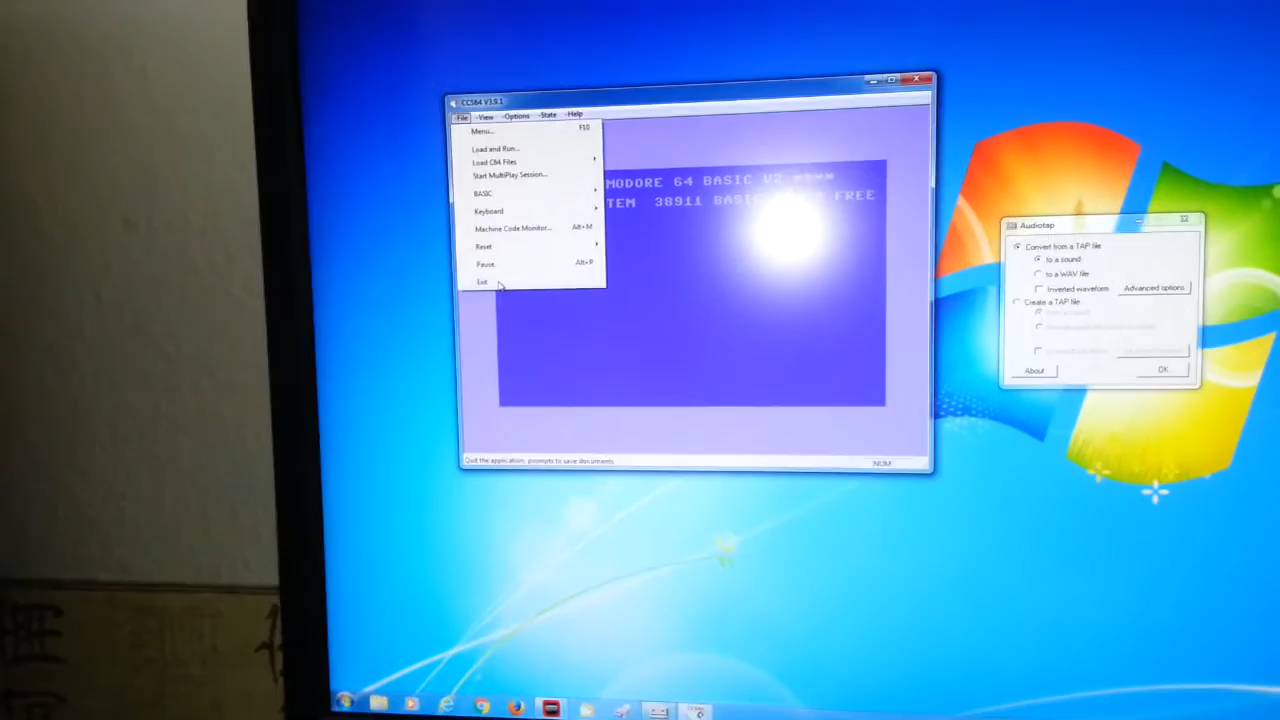 CCS64 V3.9.1
File -View -Options -State -Help
Menu... F10
Load and Run...
Load C64 Files
Start MultiPlay Session...
BASIC
Keyboard
Machine Code Monitor... Alt+M
Reset
Pause Alt+P
Exit
MODORE 64 BASIC V2
TEM 38911 BASIC FREE
Quit the application; prompts to save documents
NUM
Audiotap
Convert from a TAP file
to a sound
to a WAV file
Inverted waveform
Advanced options
Create a TAP file
About
OK